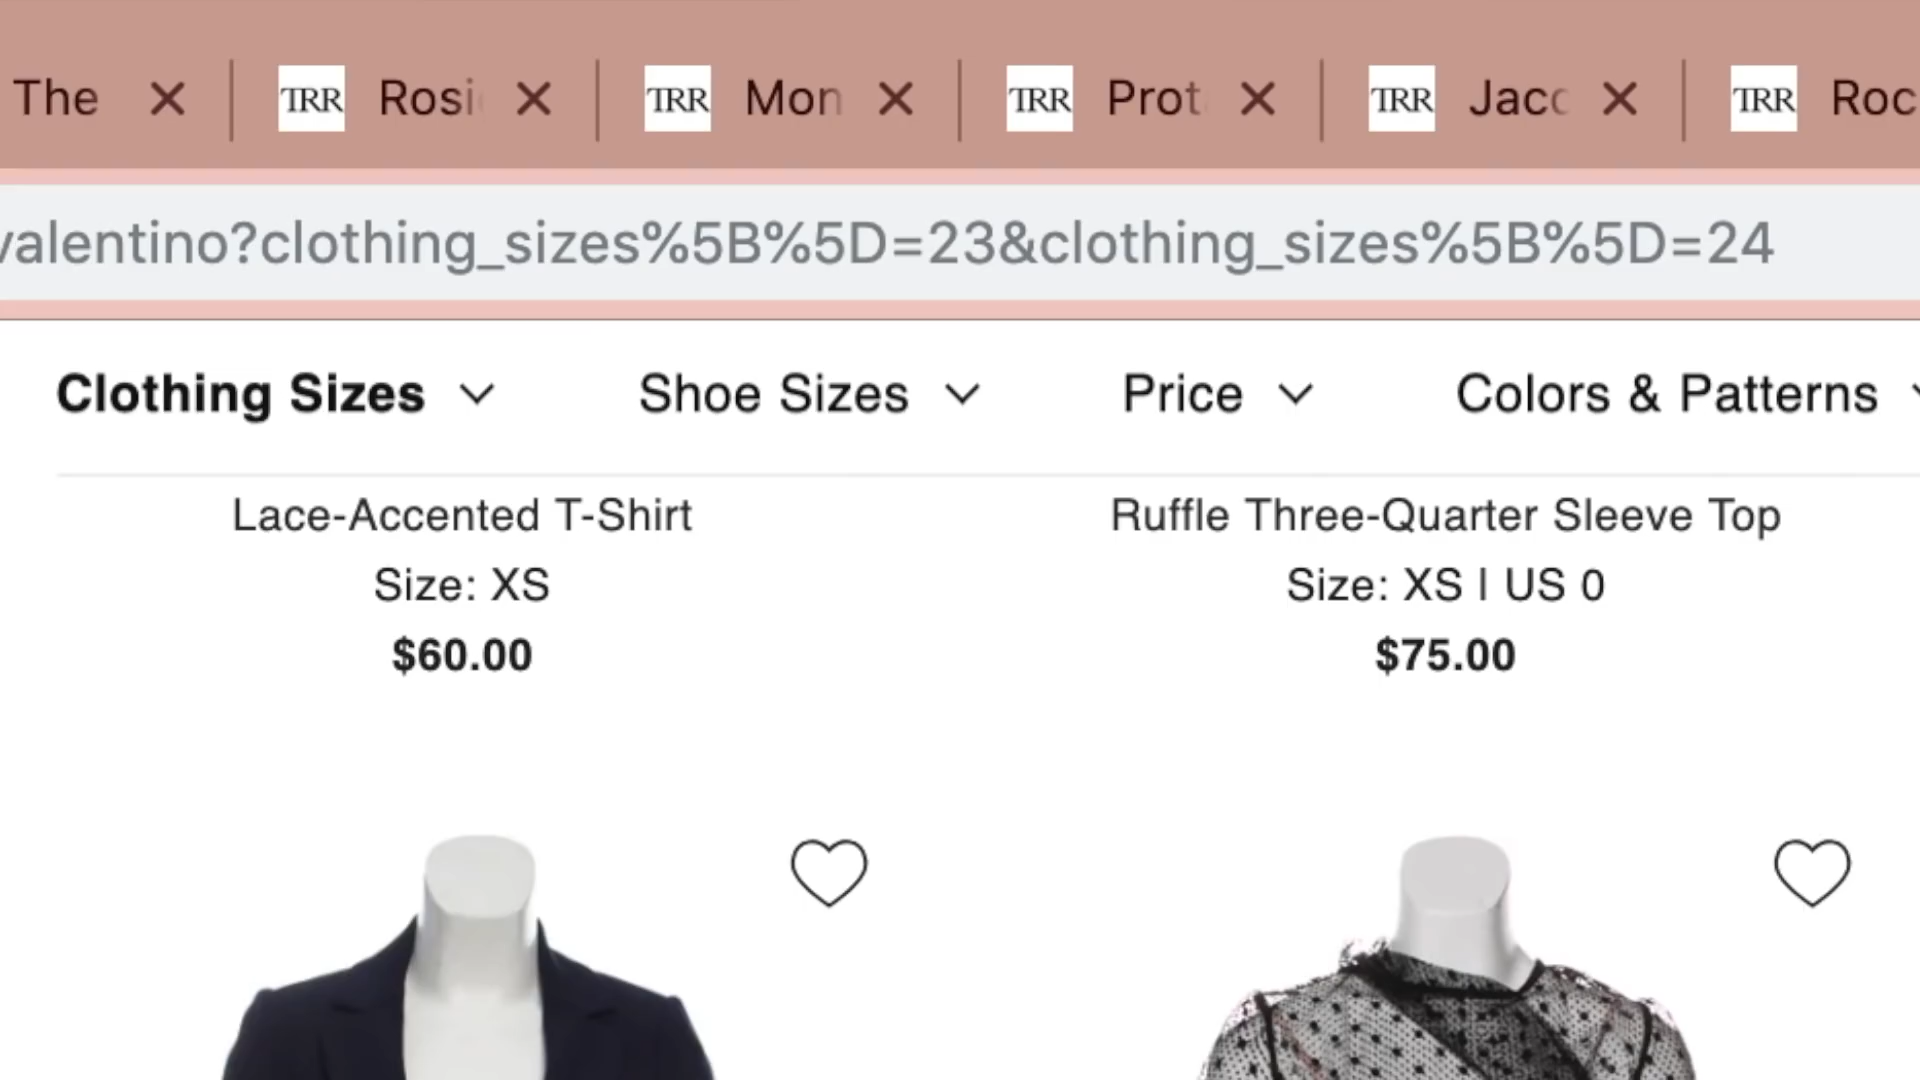 The
TRR Rosi
TRR Mon
TRR Prot
TRR Jacc
TRR Roc
valentino?clothing_sizes%5B%5D=23&clothing_sizes%5B%5D=24
Clothing Sizes Shoe Sizes Price Colors & Patterns
Lace-Accented T-Shirt
Size: XS
$60.00
Ruffle Three-Quarter Sleeve Top
Size: XS | US 0
$75.00